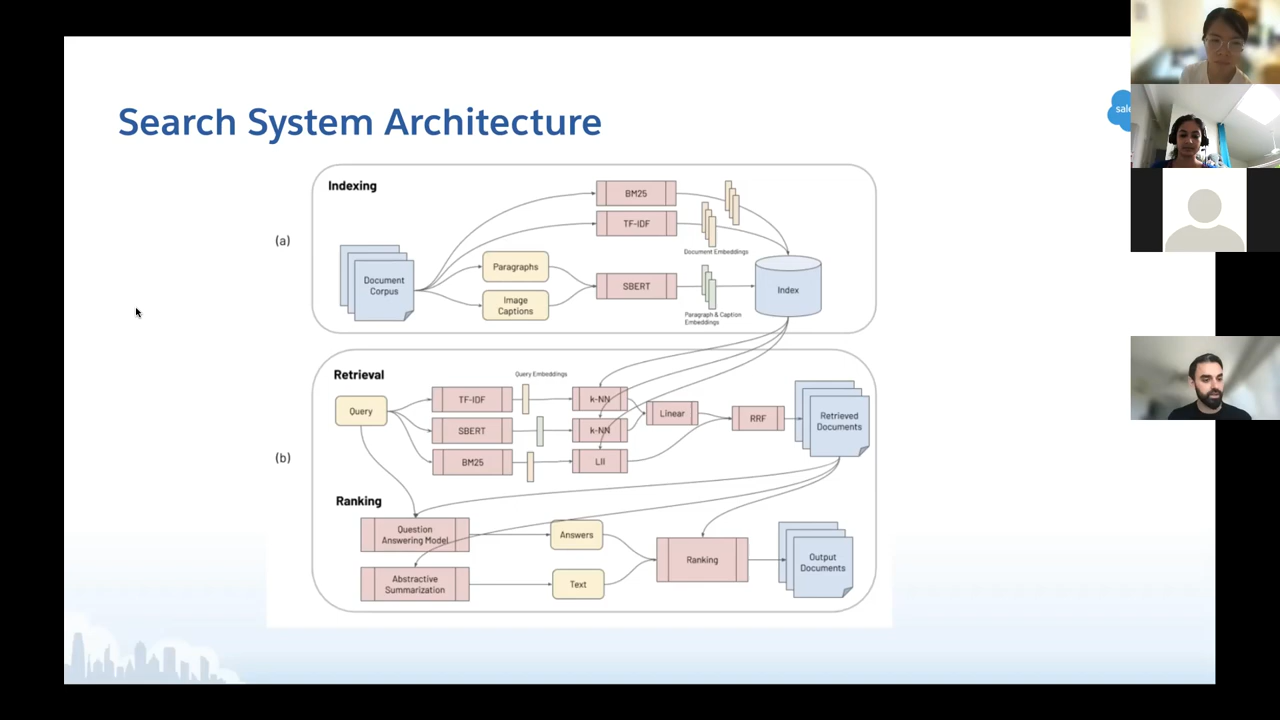 Search System Architecture
sale
Indexing
(a)
BM25
TF-IDF
Document Embeddings
Document
Corpus
Paragraphs
Image
Captions
SBERT
Paragraph & Caption
Embeddings
Index
(b)
Retrieval
Query Embeddings
Query
TF-IDF
SBERT
BM25
k-NN
k-NN
LII
Linear
RRF
Retrieved
Documents
Ranking
Question
Answering Model
Abstractive
Summarization
Answers
Text
Ranking
Output
Documents